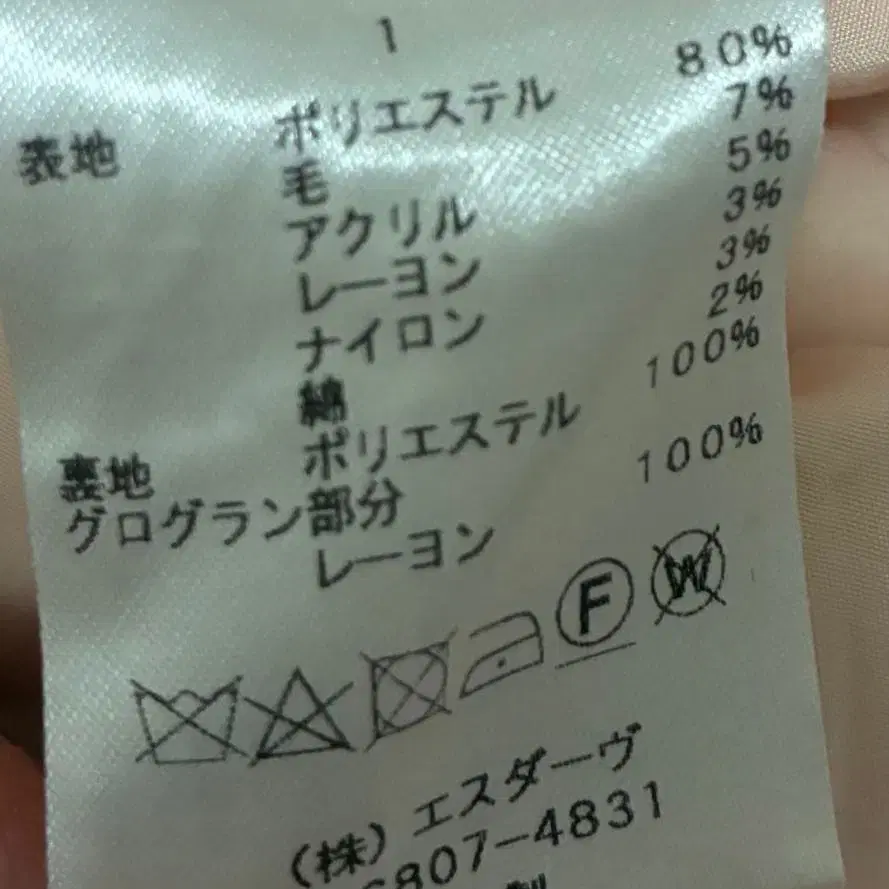 1
表地 ポリエステル 80%
毛 7%
アクリル 5%
レーヨン 3%
ナイロン 3%
綿 2%
裏地 ポリエステル 100%
グログラン部分
レーヨン 100%
F W
(株)エスダーヴ
6807-4831
製